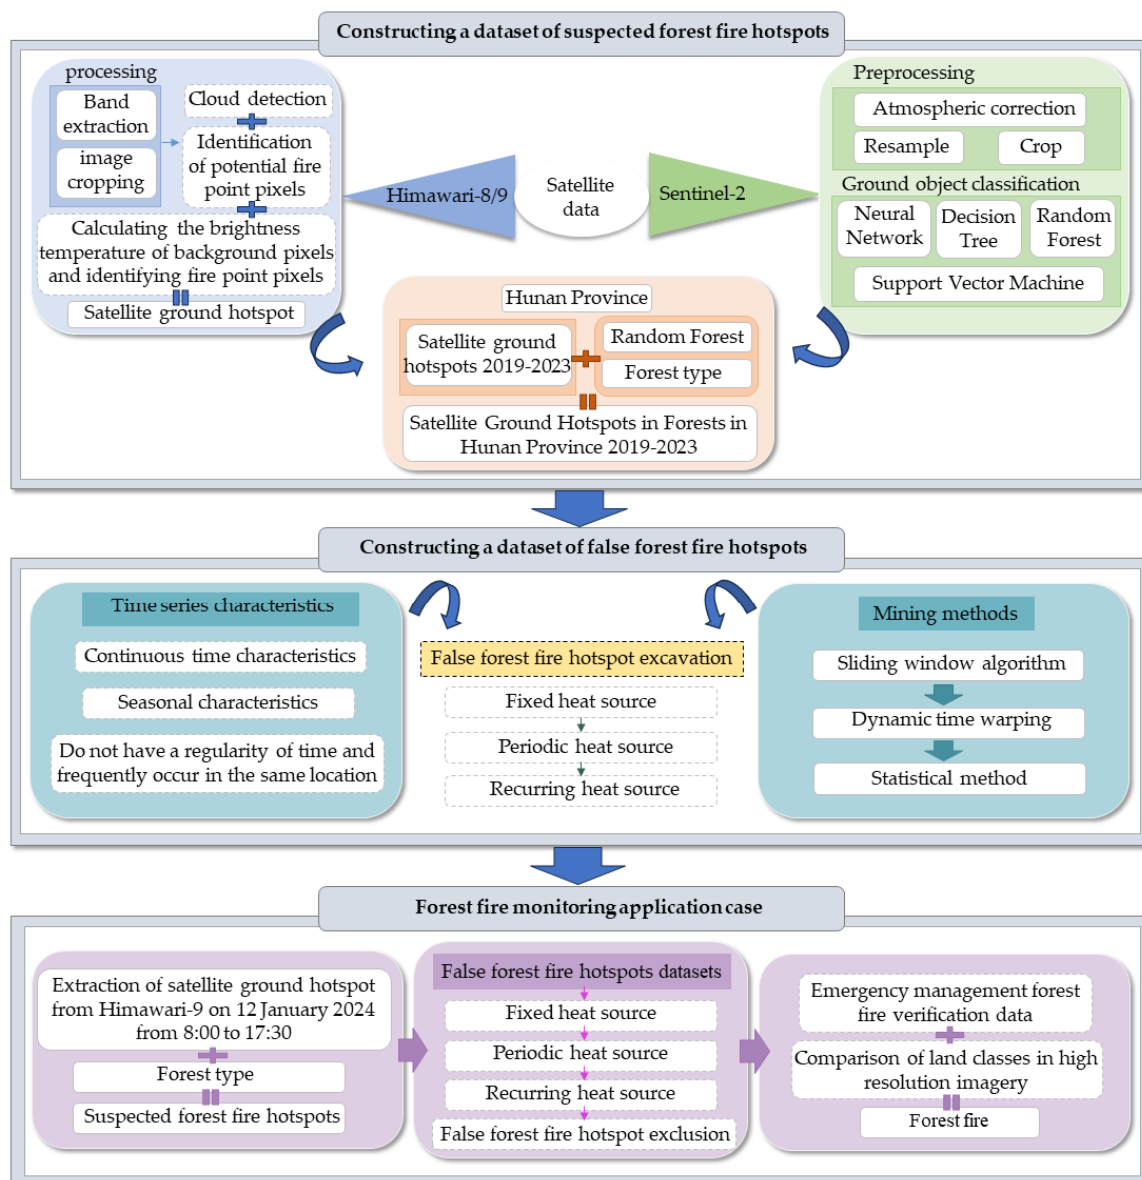 Constructing a dataset of suspected forest fire hotspots
processing
Band
extraction
image
cropping
Cloud detection
Identification
of potential fire
point pixels
Calculating the brightness
temperature of background pixels
and identifying fire point pixels
Satellite ground hotspot
Himawari-8/9
Satellite
data
Sentinel-2
Preprocessing
Atmospheric correction
Resample
Crop
Ground object classification
Neural
Network
Decision
Tree
Random
Forest
Support Vector Machine
Hunan Province
Satellite ground
hotspots 2019-2023
Random Forest
Forest type
Satellite Ground Hotspots in Forests in
Hunan Province 2019-2023
Constructing a dataset of false forest fire hotspots
Time series characteristics
Continuous time characteristics
Seasonal characteristics
Do not have a regularity of time and
frequently occur in the same location
False forest fire hotspot excavation
Fixed heat source
Periodic heat source
Recurring heat source
Mining methods
Sliding window algorithm
Dynamic time warping
Statistical method
Forest fire monitoring application case
Extraction of satellite ground hotspot
from Himawari-9 on 12 January 2024
from 8:00 to 17:30
Forest type
Suspected forest fire hotspots
False forest fire hotspots datasets
Fixed heat source
Periodic heat source
Recurring heat source
False forest fire hotspot exclusion
Emergency management forest
fire verification data
Comparison of land classes in high
resolution imagery
Forest fire